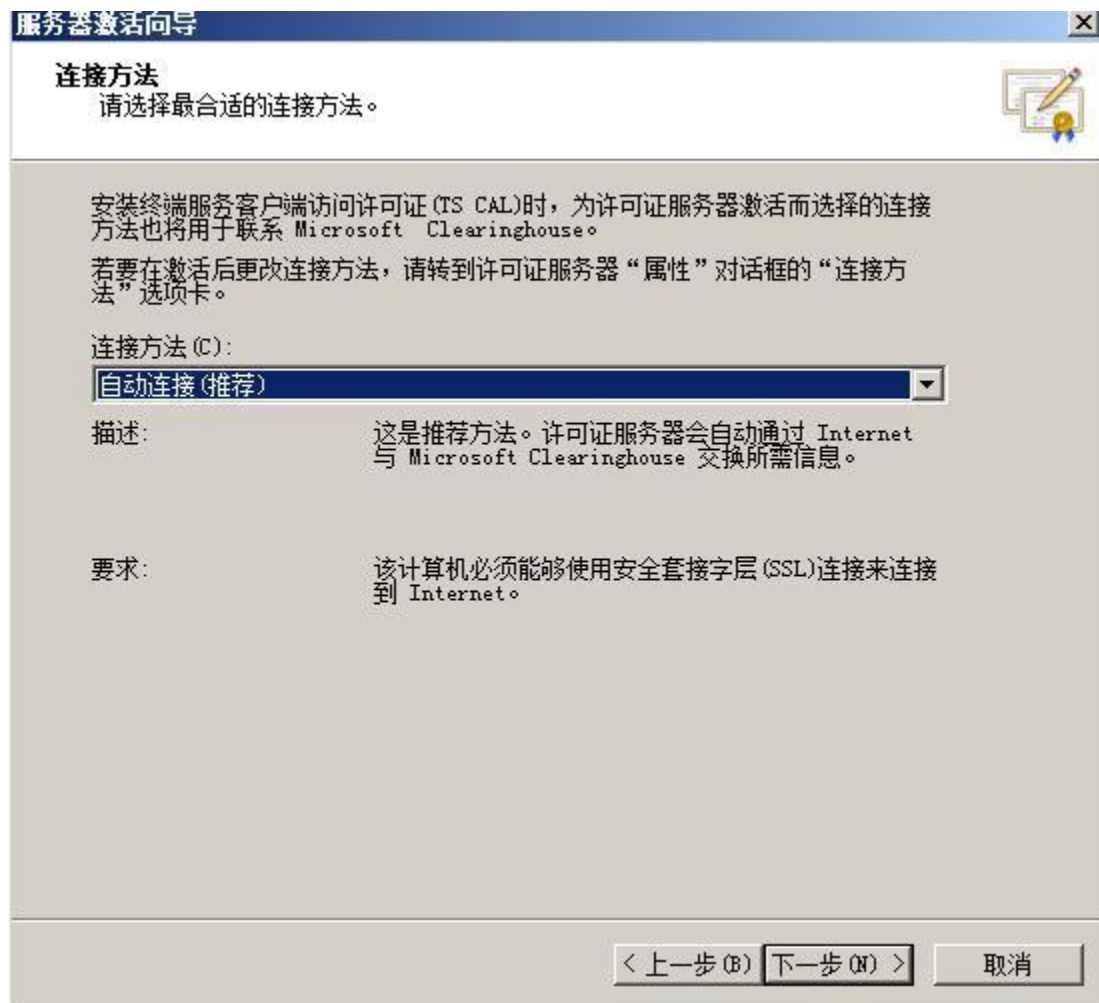 服务器激活向导
连接方法
请选择最合适的连接方法。
安装终端服务客户端访问许可证(TS CAL)时，为许可证服务器激活而选择的连接
方法也将用于联系 Microsoft Clearinghouse。
若要在激活后更改连接方法，请转到许可证服务器“属性”对话框的“连接方
法”选项卡。
连接方法(C):
自动连接(推荐)
描述:
这是推荐方法。许可证服务器会自动通过 Internet
与 Microsoft Clearinghouse 交换所需信息。
要求:
该计算机必须能够使用安全套接字层(SSL)连接来连接
到 Internet。
< 上一步(B) 下一步(N) > 取消